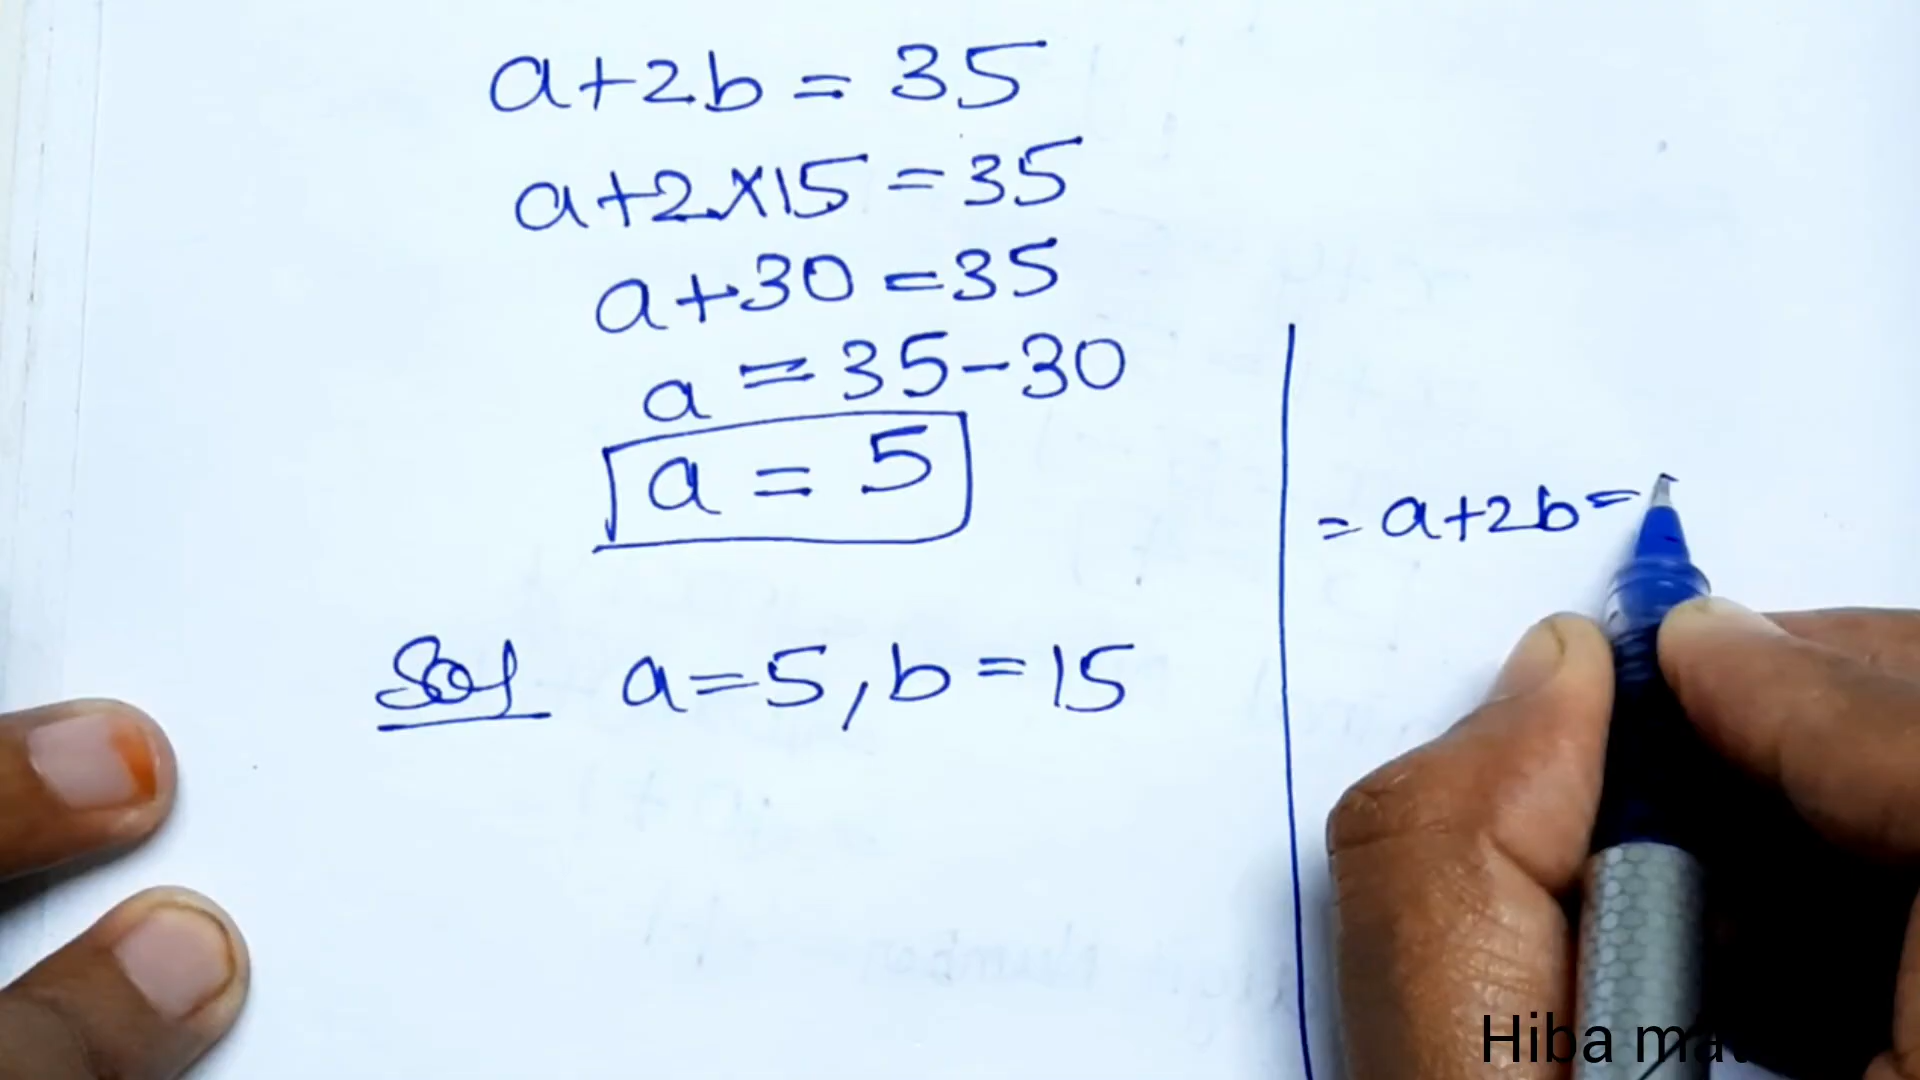 a+2b = 35
a+2×15 = 35
a+30 = 35
a = 35-30
a = 5
Sol a=5, b=15
= a+2b=
Hiba